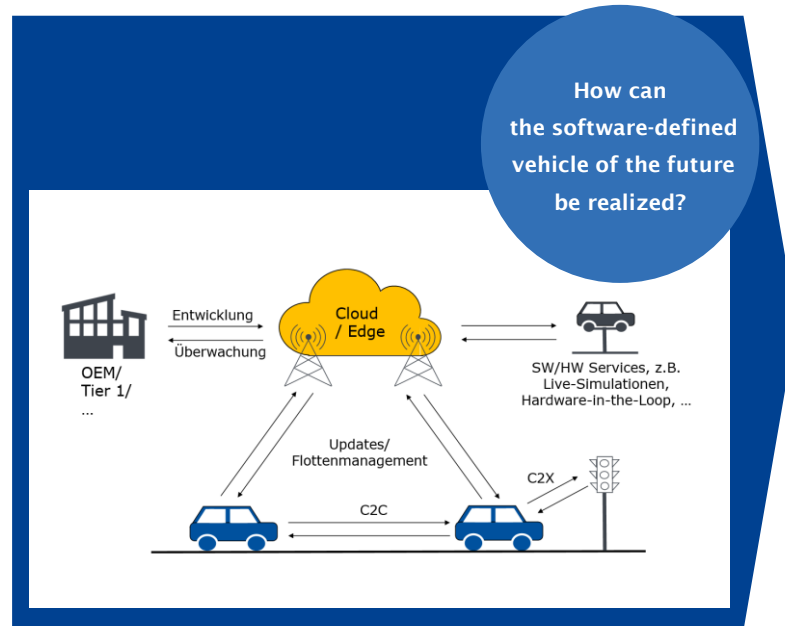 How can
the software-defined
vehicle of the future
be realized?
Entwicklung
Überwachung
OEM/
Tier 1/
...
Cloud
/ Edge
SW/HW Services, z.B.
Live-Simulationen,
Hardware-in-the-Loop, ...
Updates/
Flottenmanagement
C2C
C2X